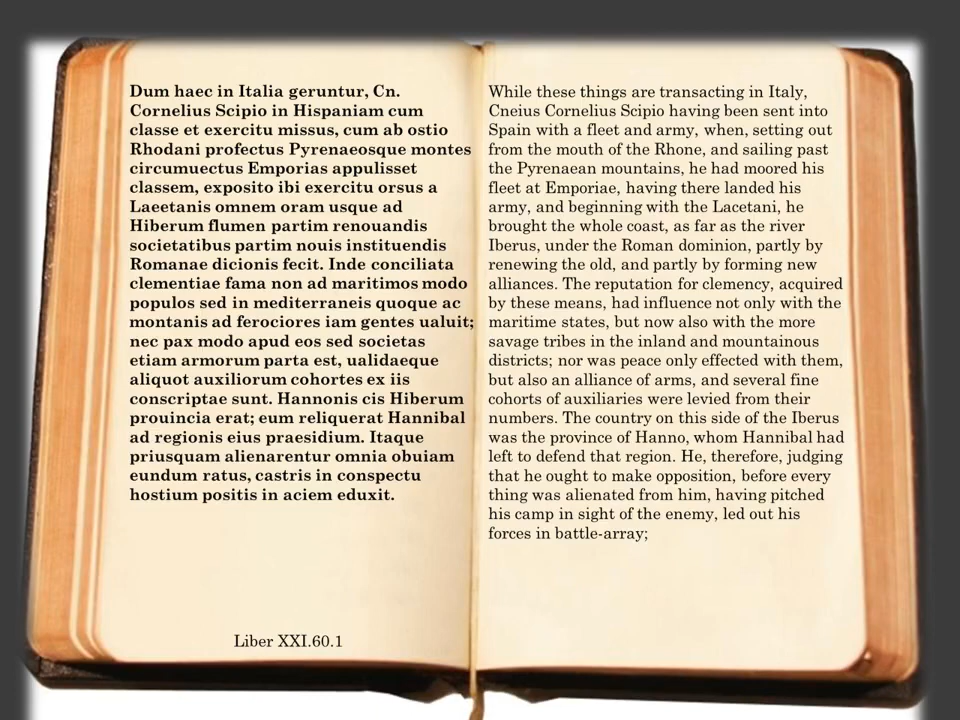 Dum haec in Italia geruntur, Cn.
Cornelius Scipio in Hispaniam cum
classe et exercitu missus, cum ab ostio
Rhodani profectus Pyrenaeosque montes
circumuectus Emporias appulisset
classem, exposito ibi exercitu orsus a
Laeetanis omnem oram usque ad
Hiberum flumen partim renouandis
societatibus partim nouis instituendis
Romanae dicionis fecit. Inde conciliata
clementiae fama non ad maritimos modo
populos sed in mediterraneis quoque ac
montanis ad ferociores iam gentes ualuit;
nec pax modo apud eos sed societas
etiam armorum parta est, ualidaeque
aliquot auxiliorum cohortes ex iis
conscriptae sunt. Hannonis cis Hiberum
prouincia erat; eum reliquerat Hannibal
ad regionis eius praesidium. Itaque
priusquam alienarentur omnia obuiam
eundum ratus, castris in conspectu
hostium positis in aciem eduxit.
Liber XXI.60.1
While these things are transacting in Italy,
Cneius Cornelius Scipio having been sent into
Spain with a fleet and army, when, setting out
from the mouth of the Rhone, and sailing past
the Pyrenaean mountains, he had moored his
fleet at Emporiae, having there landed his
army, and beginning with the Lacetani, he
brought the whole coast, as far as the river
Iberus, under the Roman dominion, partly by
renewing the old, and partly by forming new
alliances. The reputation for clemency, acquired
by these means, had influence not only with the
maritime states, but now also with the more
savage tribes in the inland and mountainous
districts; nor was peace only effected with them,
but also an alliance of arms, and several fine
cohorts of auxiliaries were levied from their
numbers. The country on this side of the Iberus
was the province of Hanno, whom Hannibal had
left to defend that region. He, therefore, judging
that he ought to make opposition, before every
thing was alienated from him, having pitched
his camp in sight of the enemy, led out his
forces in battle-array;